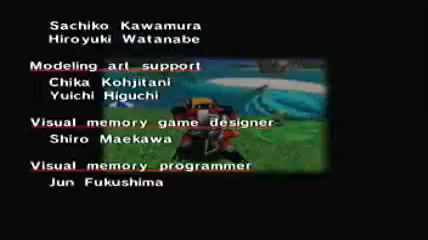 Sachiko Kawamura
Hiroyuki Watanabe
Modeling art support
Chika Kohjitani
Yuichi Higuchi
Visual memory game designer
Shiro Maekawa
Visual memory programmer
Jun Fukushima